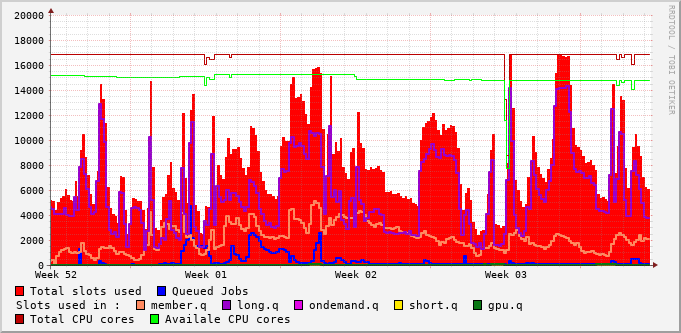 20000
18000
16000
14000
12000
10000
8000
6000
4000
2000
0
Week 52 Week 01 Week 02 Week 03
Total slots used Queued Jobs
Slots used in : member.q long.q ondemand.q short.q gpu.q
Total CPU cores Availale CPU cores
RRDTOOL / TOBI OETIKER